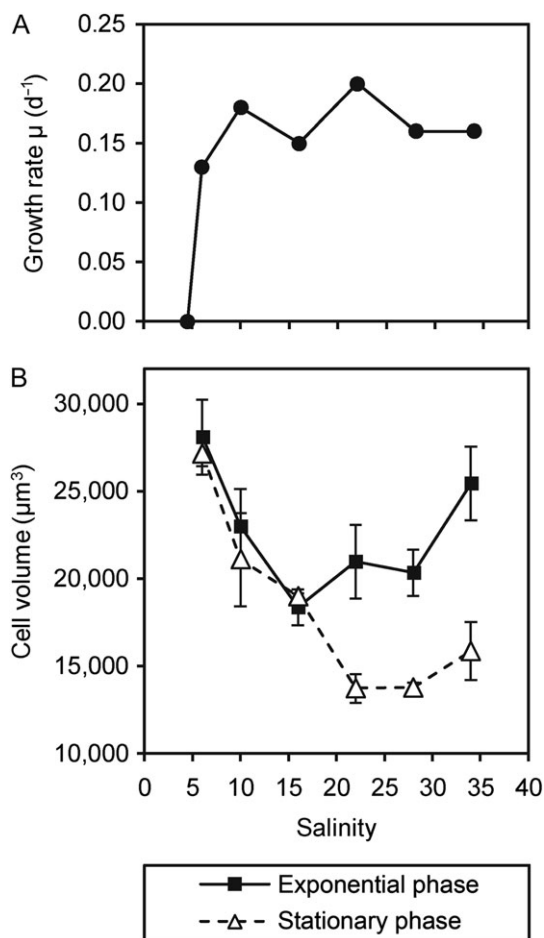 A
0.25
0.20
0.15
0.10
0.05
0.00
Growth rate µ (d⁻¹)
B
30,000
25,000
20,000
15,000
10,000
Cell volume (µm³)
0 5 10 15 20 25 30 35 40
Salinity
Exponential phase
Stationary phase